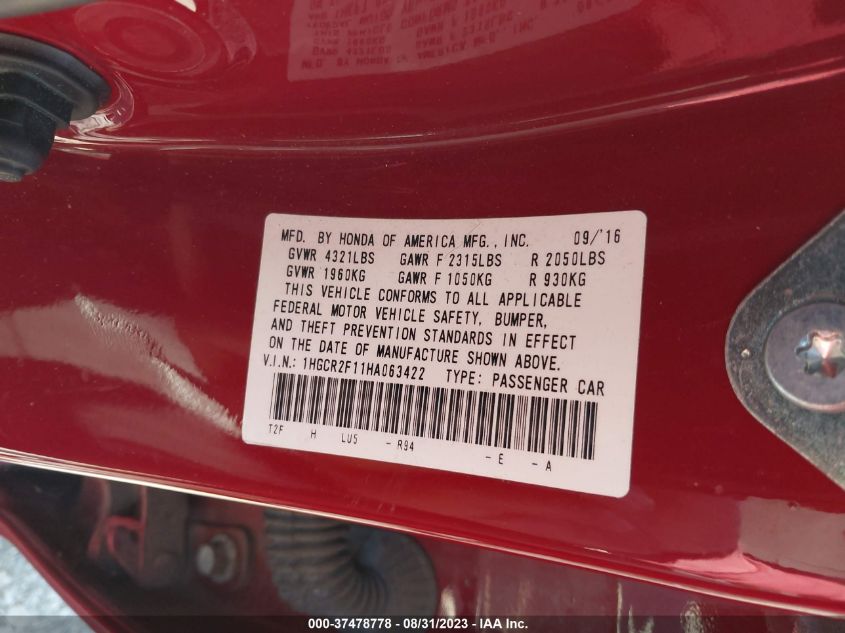 MFD. BY HONDA OF AMERICA MFG., INC. 09/'16
GVWR 4321LBS GAWR F 2315LBS R 2050LBS
GVWR 1960KG GAWR F 1050KG R 930KG
THIS VEHICLE CONFORMS TO ALL APPLICABLE
FEDERAL MOTOR VEHICLE SAFETY, BUMPER,
AND THEFT PREVENTION STANDARDS IN EFFECT
ON THE DATE OF MANUFACTURE SHOWN ABOVE.
V.I.N.: 1HGCR2F11HA063422 TYPE: PASSENGER CAR
T2F H LU5 - R94 - E - A
000-37478778 - 08/31/2023 - IAA Inc.